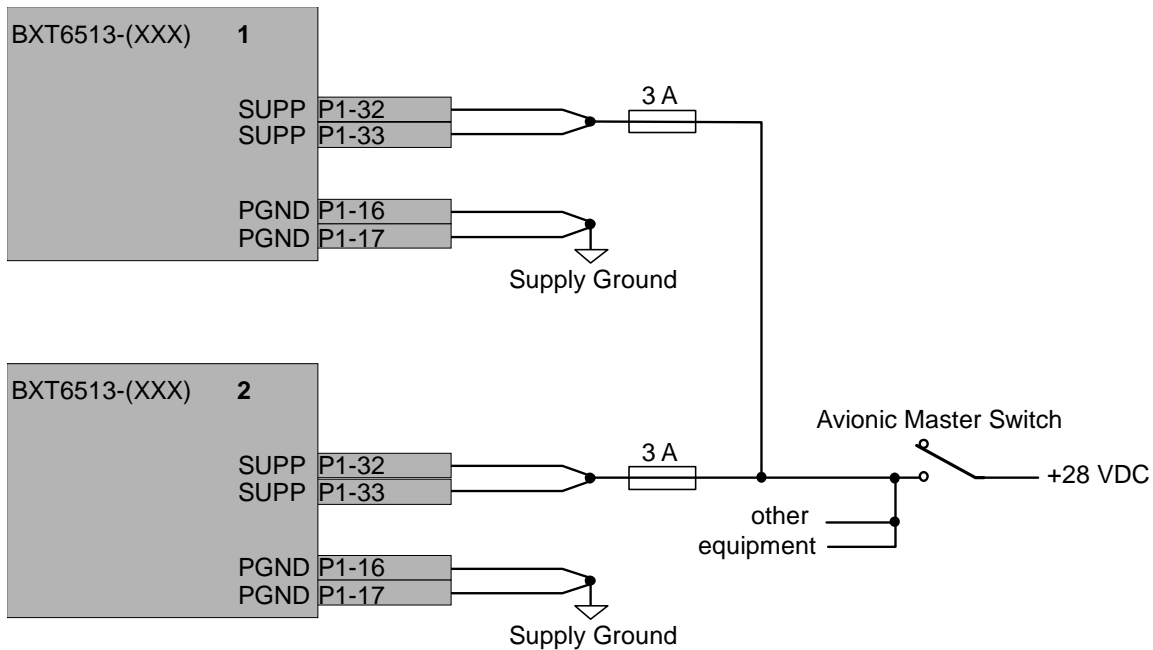 BXT6513-(XXX) 1
SUPP P1-32
SUPP P1-33
3 A
PGND P1-16
PGND P1-17
Supply Ground
BXT6513-(XXX) 2
SUPP P1-32
SUPP P1-33
3 A
Avionic Master Switch
+28 VDC
other
equipment
PGND P1-16
PGND P1-17
Supply Ground